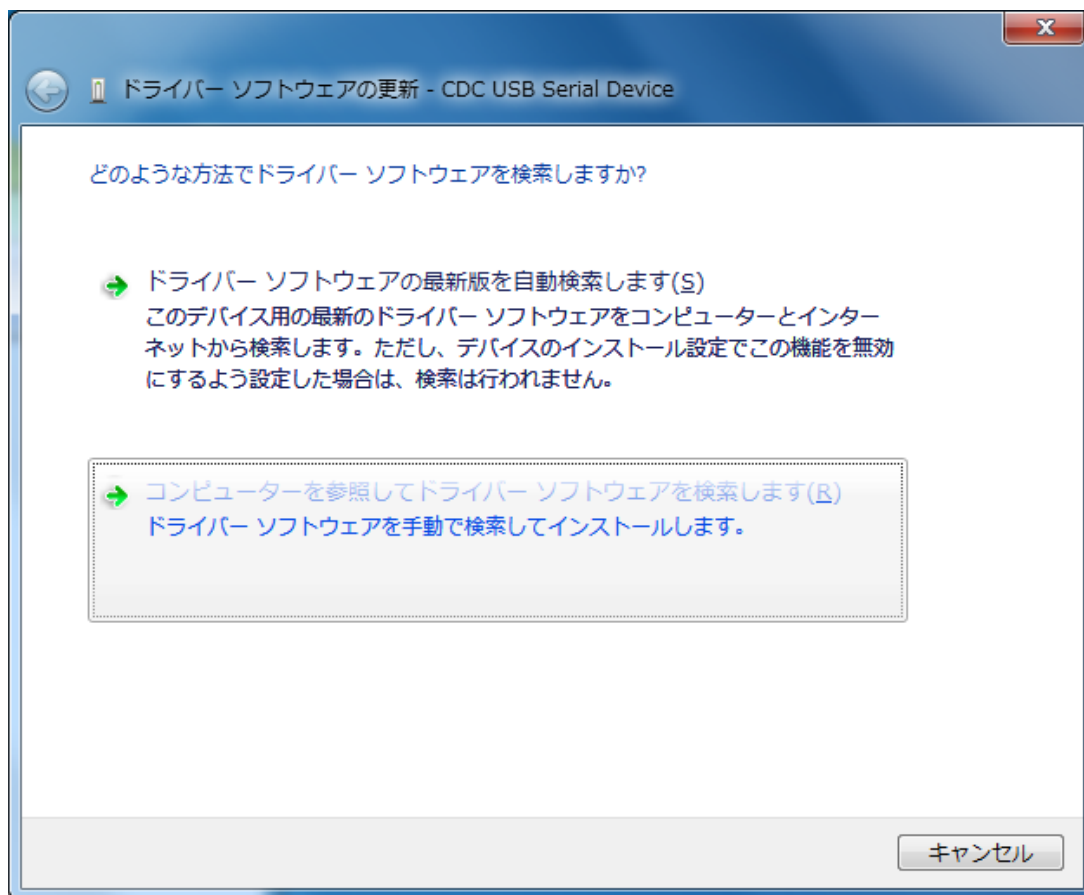 ドライバー ソフトウェアの更新 - CDC USB Serial Device
どのような方法でドライバー ソフトウェアを検索しますか?
ドライバー ソフトウェアの最新版を自動検索します(S)
このデバイス用の最新のドライバー ソフトウェアをコンピューターとインター
ネットから検索します。ただし、デバイスのインストール設定でこの機能を無効
にするよう設定した場合は、検索は行われません。
コンピューターを参照してドライバー ソフトウェアを検索します(R)
ドライバー ソフトウェアを手動で検索してインストールします。
キャンセル